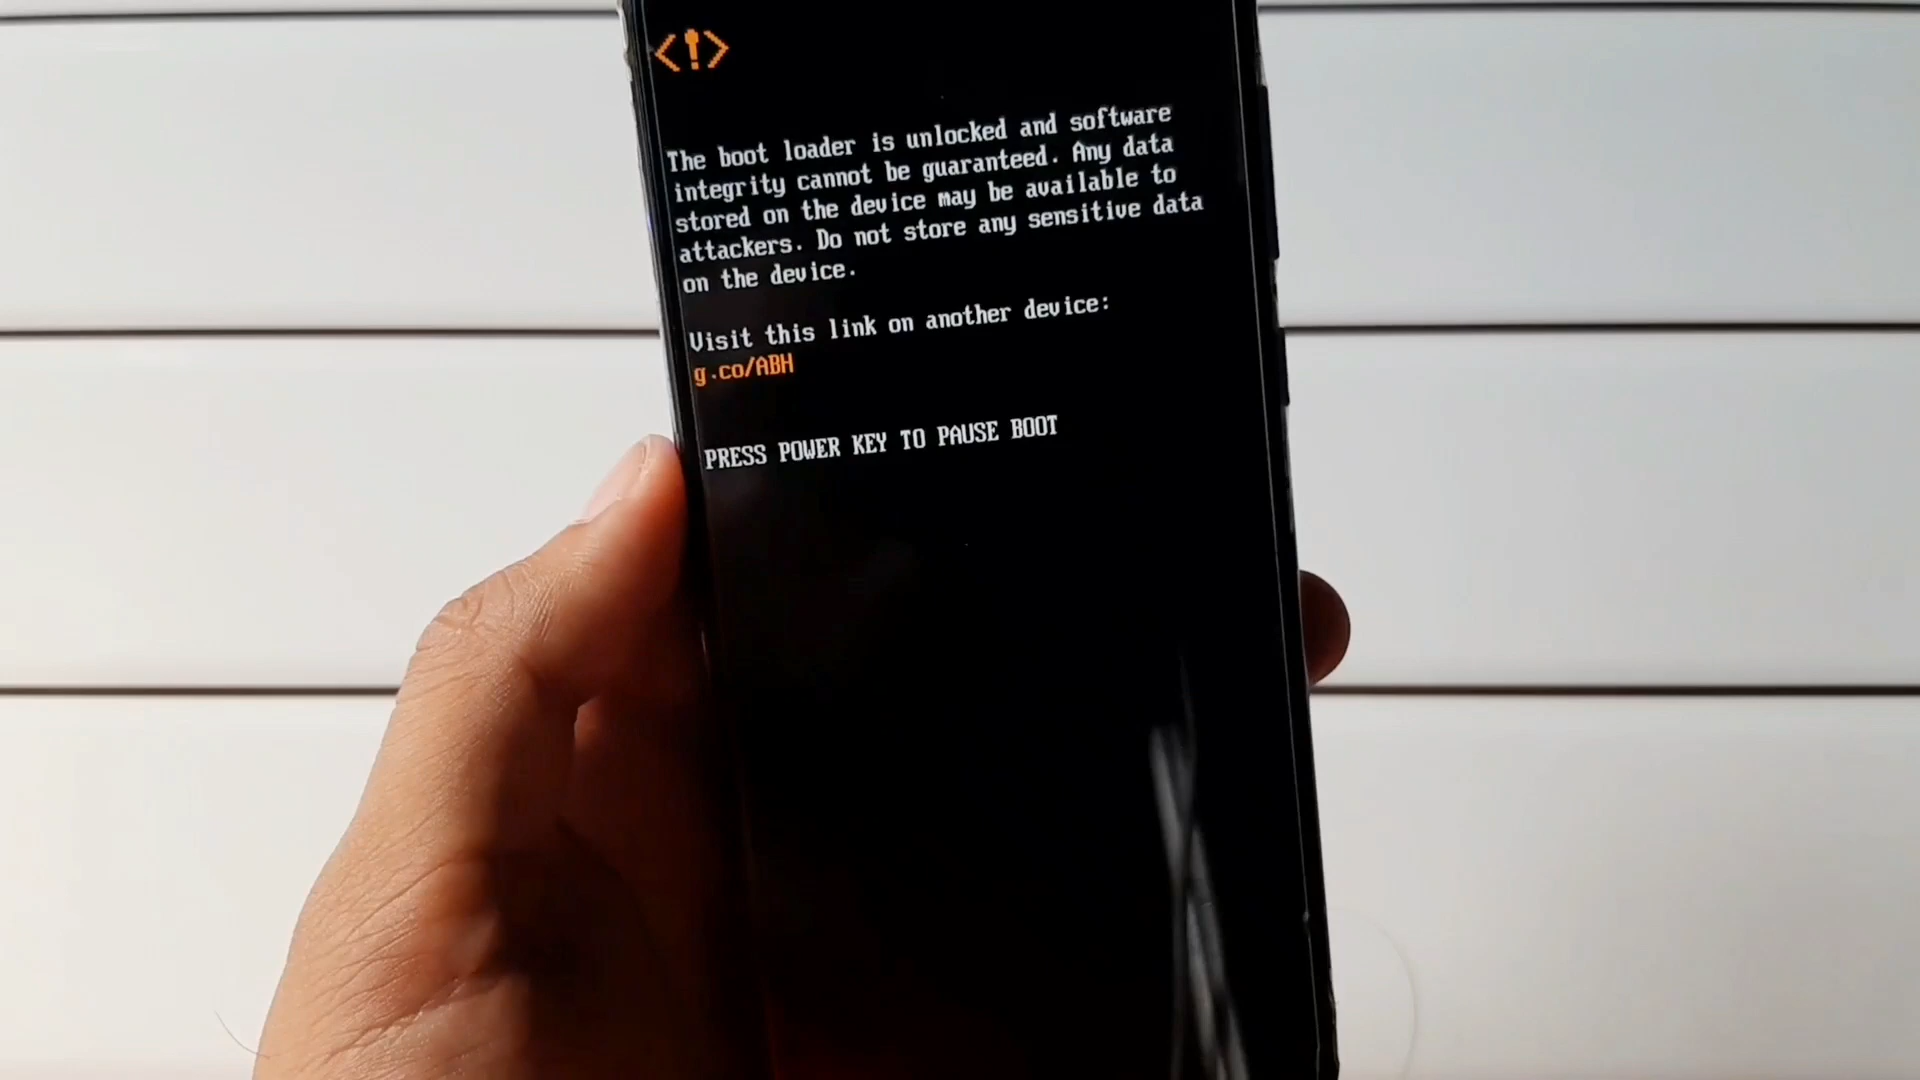 <!>
The boot loader is unlocked and software
integrity cannot be guaranteed. Any data
stored on the device may be available to
attackers. Do not store any sensitive data
on the device.
Visit this link on another device:
g.co/ABH
PRESS POWER KEY TO PAUSE BOOT